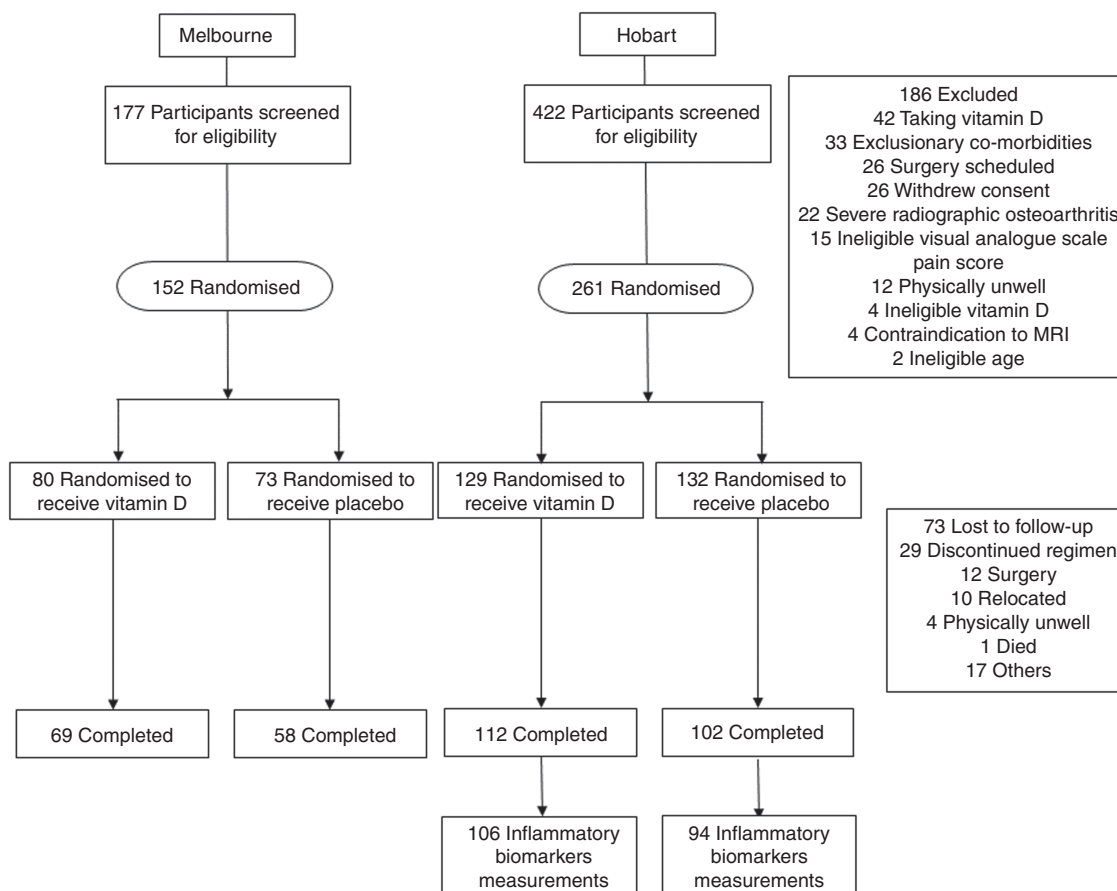 Melbourne
Hobart
177 Participants screened
for eligibility
422 Participants screened
for eligibility
186 Excluded
42 Taking vitamin D
33 Exclusionary co-morbidities
26 Surgery scheduled
26 Withdrew consent
22 Severe radiographic osteoarthritis
15 Ineligible visual analogue scale
pain score
12 Physically unwell
4 Ineligible vitamin D
4 Contraindication to MRI
2 Ineligible age
152 Randomised
261 Randomised
80 Randomised to
receive vitamin D
73 Randomised to
receive placebo
129 Randomised to
receive vitamin D
132 Randomised to
receive placebo
73 Lost to follow-up
29 Discontinued regimen
12 Surgery
10 Relocated
4 Physically unwell
1 Died
17 Others
69 Completed
58 Completed
112 Completed
102 Completed
106 Inflammatory
biomarkers
measurements
94 Inflammatory
biomarkers
measurements